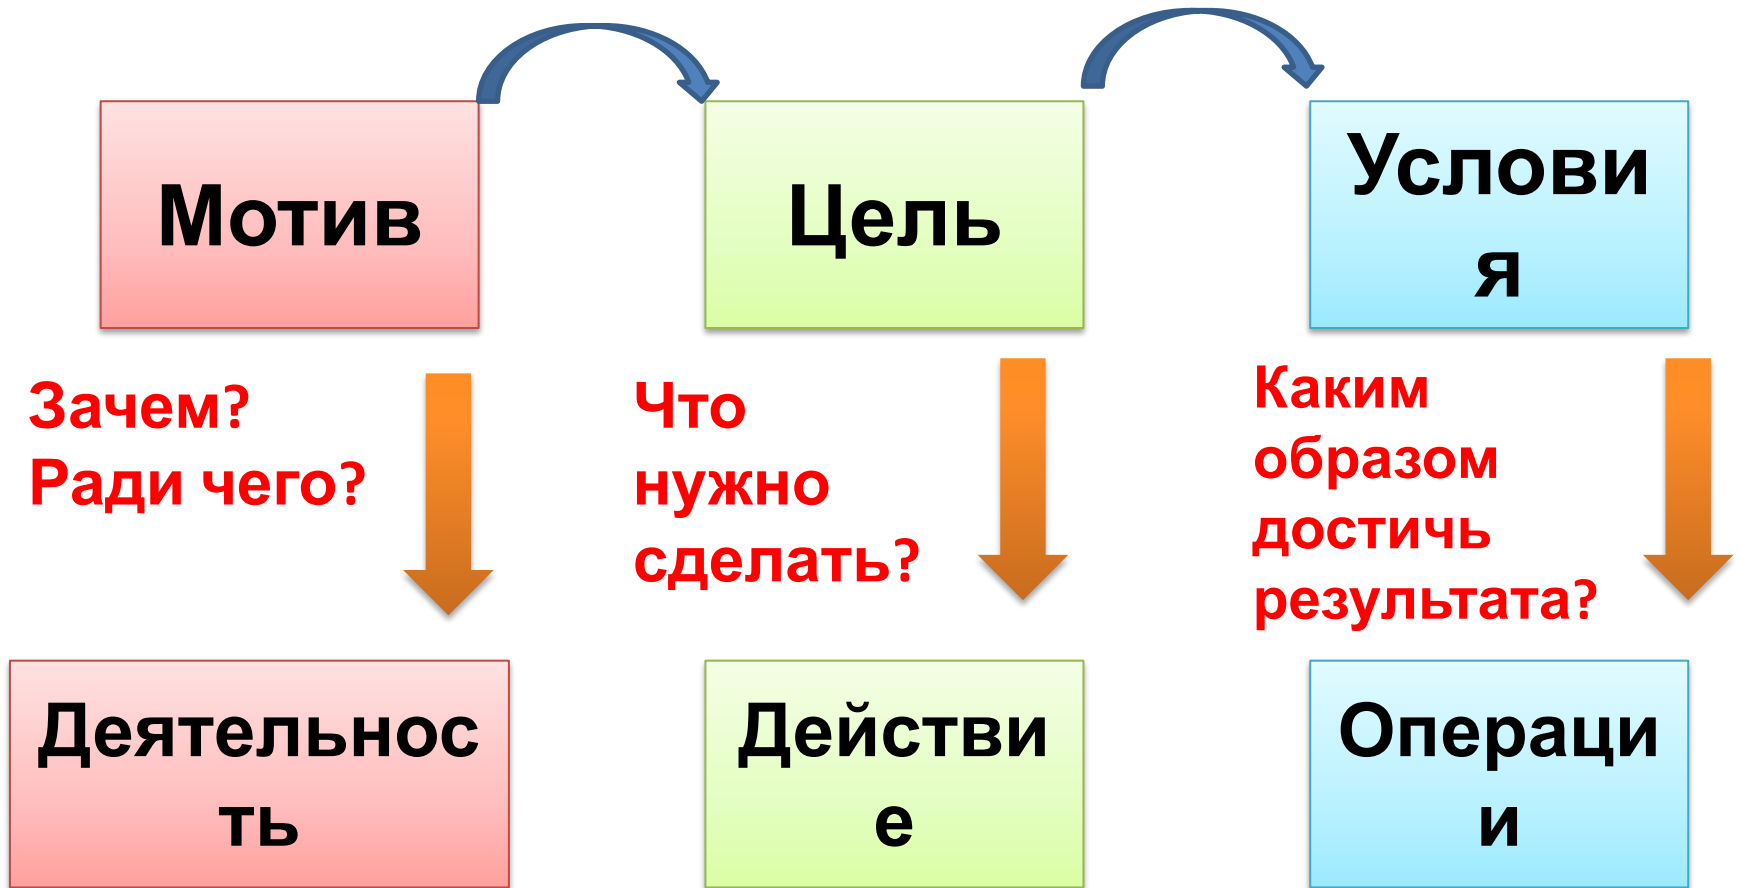 Мотив
Цель
Услови
я
Зачем?
Ради чего?
Что
нужно
сделать?
Каким
образом
достичь
результата?
Деятельнос
ть
Действи
е
Операци
и